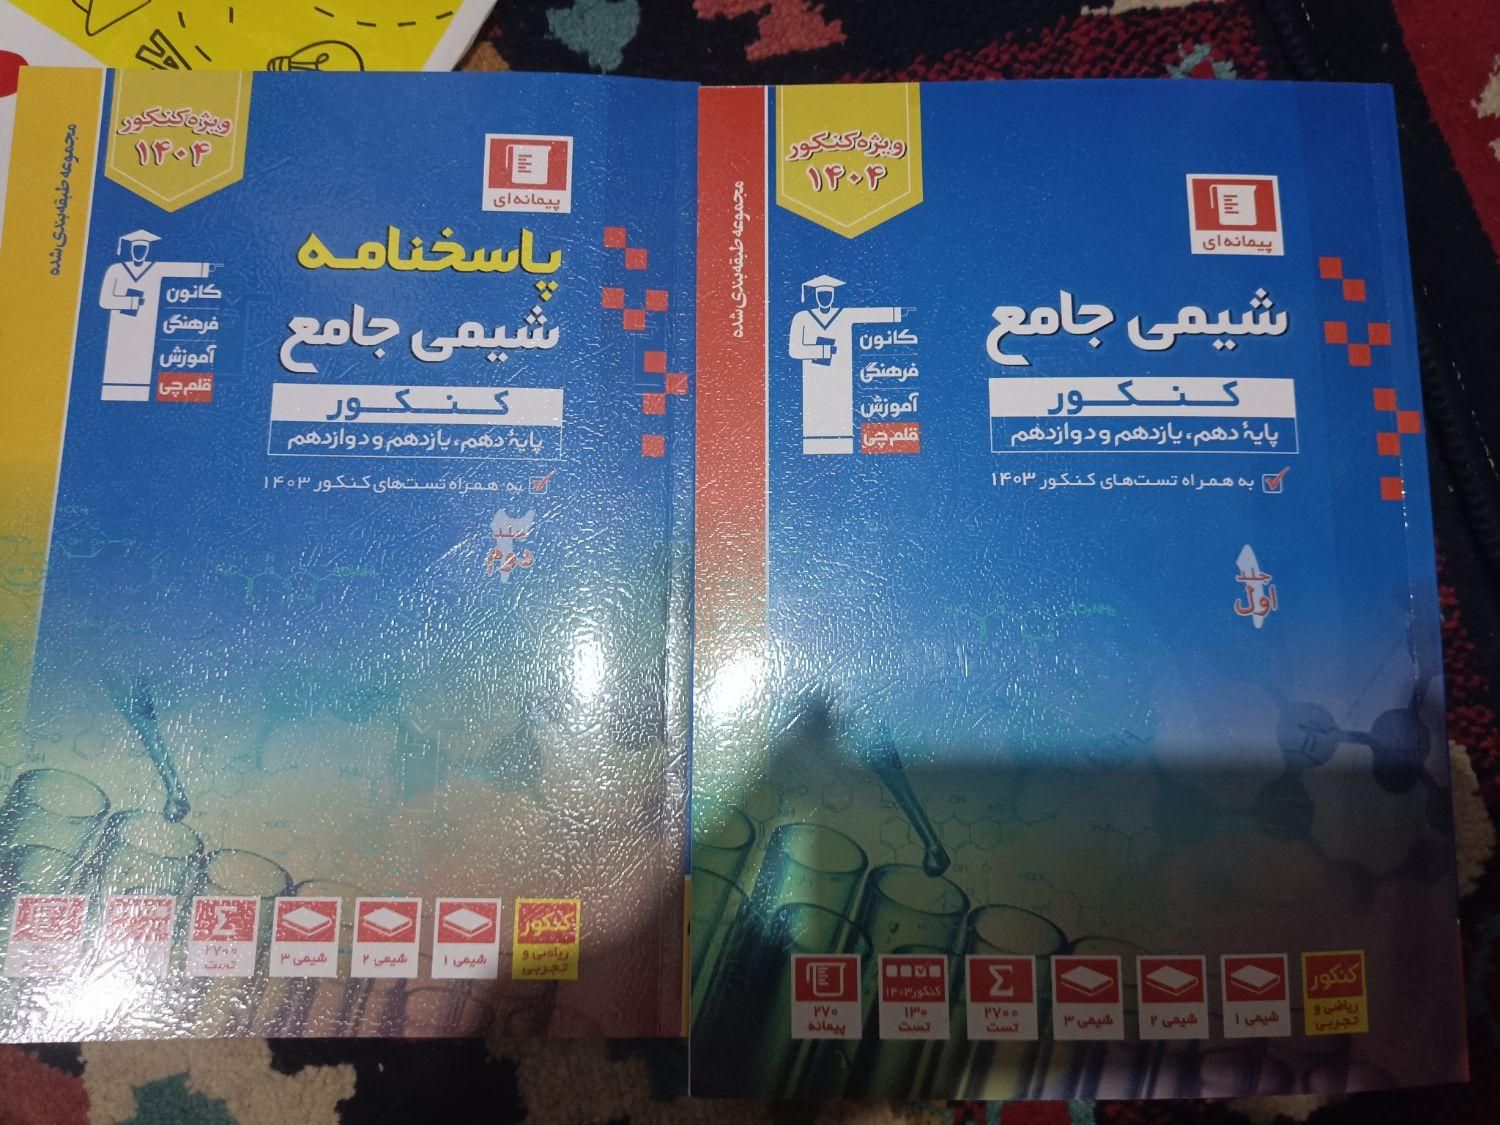 ویژه کنکور
۱۴۰۴
مجموعه طبقه‌بندی شده
پیمانه‌ای
شیمی جامع
کانون
فرهنگی
آموزش
قلم‌چی
کنکور
پایهٔ دهم، یازدهم و دوازدهم
به همراه تست‌های کنکور ۱۴۰۳
جلد
اول
کنکور
ریاضی و
تجربی
شیمی ۱
شیمی ۲
شیمی ۳
۲۷۰۰
تست
کنکور ۱۴۰۳
۱۳۰
تست
۲۷۰
پیمانه
ویژه کنکور
۱۴۰۴
مجموعه طبقه‌بندی شده
پیمانه‌ای
پاسخنامه
شیمی جامع
کانون
فرهنگی
آموزش
قلم‌چی
کنکور
پایهٔ دهم، یازدهم و دوازدهم
به همراه تست‌های کنکور ۱۴۰۳
جلد
دوم
کنکور
ریاضی و
تجربی
شیمی ۱
شیمی ۲
شیمی ۳
۲۷۰۰
تست